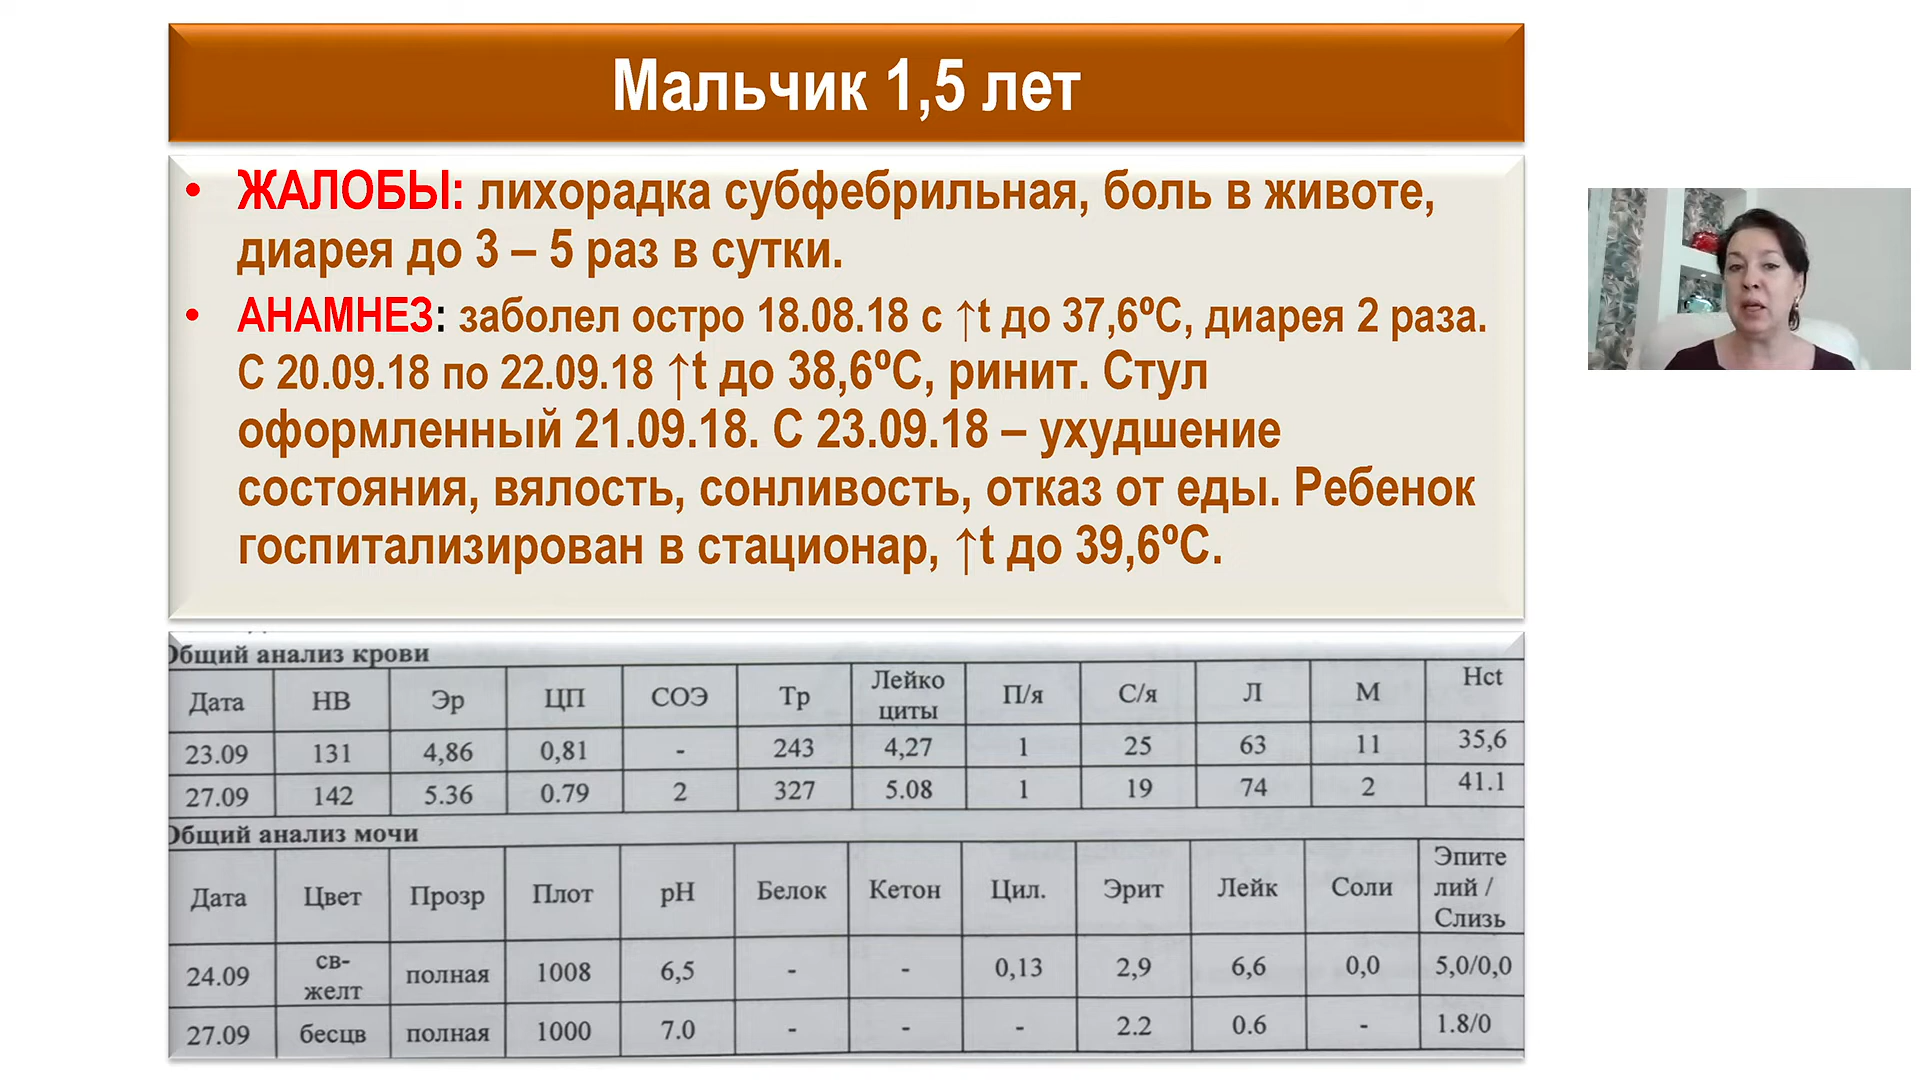 Мальчик 1,5 лет
• ЖАЛОБЫ: лихорадка субфебрильная, боль в животе,
диарея до 3 – 5 раз в сутки.
• АНАМНЕЗ: заболел остро 18.08.18 с ↑t до 37,6ºС, диарея 2 раза.
С 20.09.18 по 22.09.18 ↑t до 38,6ºС, ринит. Стул
оформленный 21.09.18. С 23.09.18 – ухудшение
состояния, вялость, сонливость, отказ от еды. Ребенок
госпитализирован в стационар, ↑t до 39,6ºС.
Общий анализ крови
Дата НВ Эр ЦП СОЭ Тр Лейко циты П/я С/я Л М Hct
23.09 131 4,86 0,81 - 243 4,27 1 25 63 11 35,6
27.09 142 5.36 0.79 2 327 5.08 1 19 74 2 41.1
Общий анализ мочи
Дата Цвет Прозр Плот pH Белок Кетон Цил. Эрит Лейк Соли Эпите лий / Слизь
24.09 св- желт полная 1008 6,5 - - 0,13 2,9 6,6 0,0 5,0/0,0
27.09 бесцв полная 1000 7.0 - - - 2.2 0.6 - 1.8/0